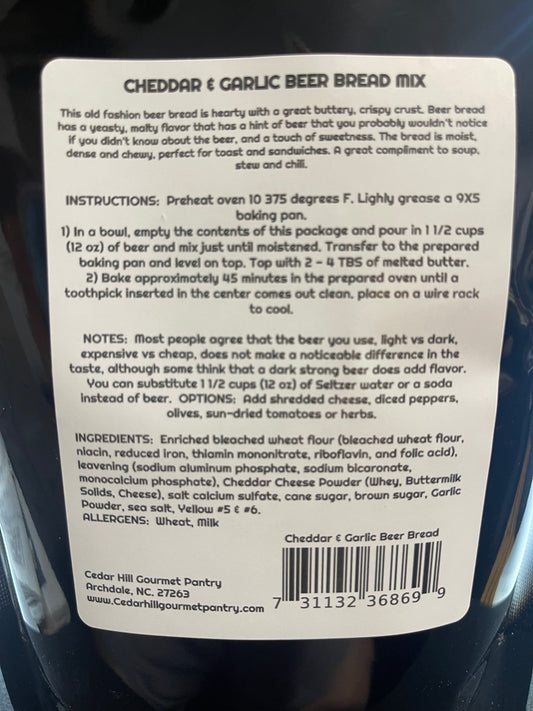 CHEDDAR & GARLIC BEER BREAD MIX
This old fashion beer bread is hearty with a great buttery, crispy crust. Beer bread
has a yeasty, malty flavor that has a hint of beer that you probably wouldn't notice
if you didn't know about the beer, and a touch of sweetness. The bread is moist,
dense and chewy, perfect for toast and sandwiches. A great compliment to soup,
stew and chili.
INSTRUCTIONS: Preheat oven 10 375 degrees F. Lighly grease a 9X5
baking pan.
1) In a bowl, empty the contents of this package and pour in 1 1/2 cups
(12 oz) of beer and mix just until moistened. Transfer to the prepared
baking pan and level on top. Top with 2 - 4 TBS of melted butter.
2) Bake approximately 45 minutes in the prepared oven until a
toothpick inserted in the center comes out clean. place on a wire rack
to cool.
NOTES: Most people agree that the beer you use, light vs dark,
expensive vs cheap, does not make a noticeable difference in the
taste, although some think that a dark strong beer does add flavor.
You can substitute 1 1/2 cups (12 oz) of Seltzer water or a soda
instead of beer. OPTIONS: Add shredded cheese, diced peppers,
olives, sun-dried tomatoes or herbs.
INGREDIENTS: Enriched bleached wheat flour (bleached wheat flour,
niacin, reduced iron, thiamin mononitrate, riboflavin, and folic acid),
leavening (sodium aluminum phosphate, sodium bicaronate,
monocalcium phosphate), Cheddar Cheese Powder (Whey, Buttermilk
Solids, Cheese), salt calcium sulfate, cane sugar, brown sugar, Garlic
Powder, sea salt, Yellow #5 & #6.
ALLERGENS: Wheat, Milk
Cheddar & Garlic Beer Bread
Cedar Hill Gourmet Pantry
Archdale, NC. 27263
www.Cedarhillgourmetpantry.com
7 31132 36869 9